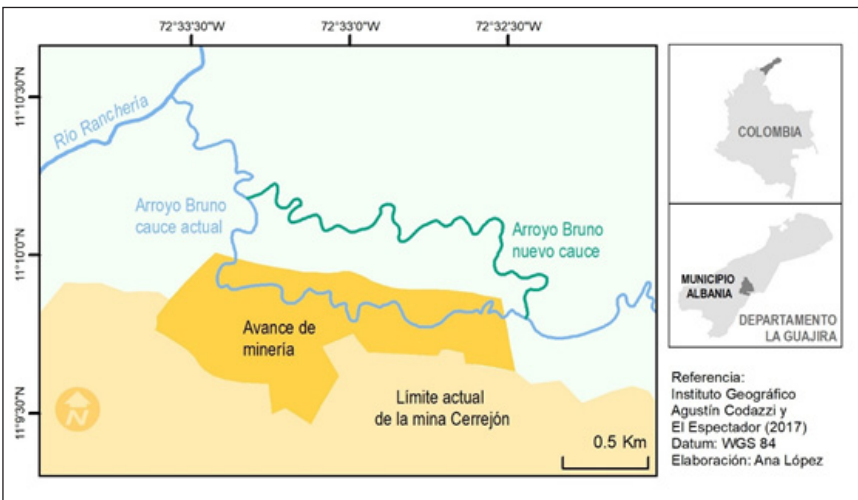 72°33'30"W
72°33'0"W
72°32'30"W
11°10'30"N
11°10'0"N
11°9'30"N
Río Ranchería
Arroyo Bruno
cauce actual
Arroyo Bruno
nuevo cauce
Avance de
minería
Límite actual
de la mina Cerrejón
N
0.5 Km
COLOMBIA
MUNICIPIO
ALBANIA
DEPARTAMENTO
LA GUAJIRA
Referencia:
Instituto Geográfico
Agustín Codazzi y
El Espectador (2017)
Datum: WGS 84
Elaboración: Ana López